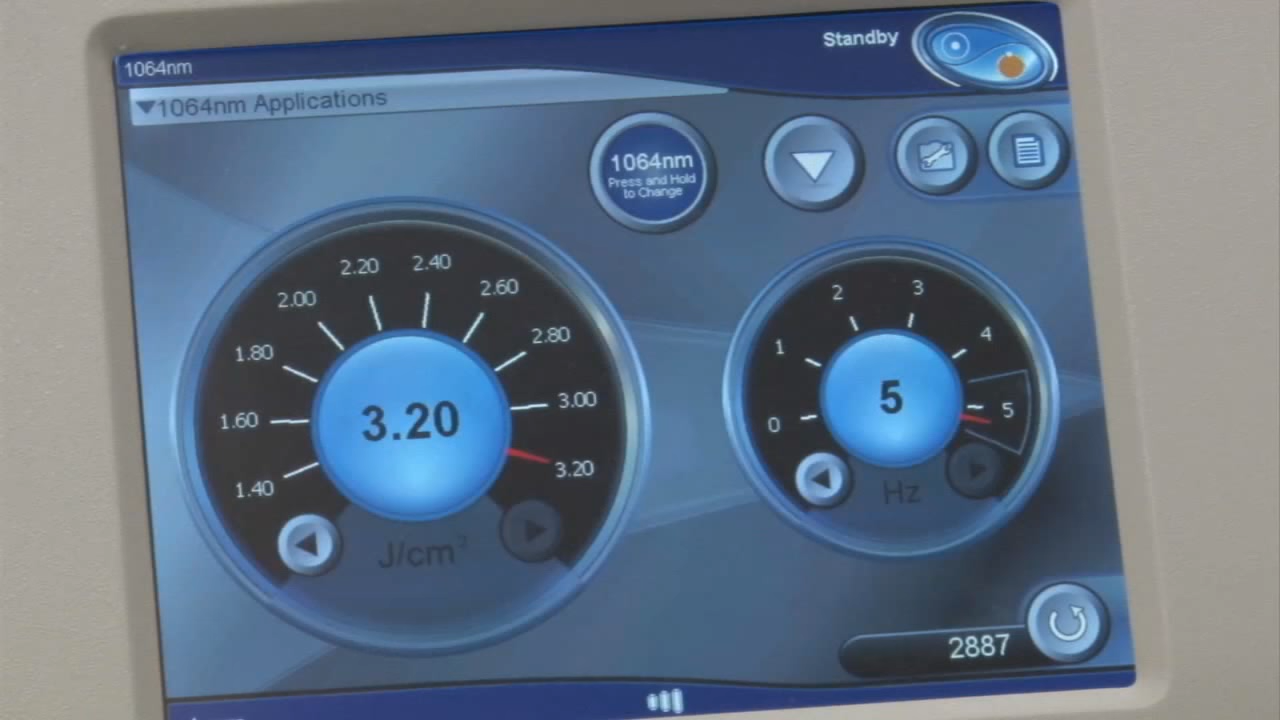 1064nm
Standby
▼1064nm Applications
1064nm
Press and Hold
to Change
2.20
2.40
2.00
2.60
1.80
2.80
1.60
3.00
1.40
3.20
3.20
J/cm²
2
3
1
4
0
5
5
Hz
2887